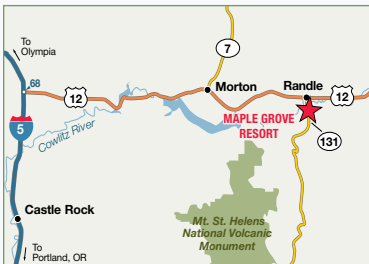 To
Olympia
7
68
12
Morton
Randle
12
MAPLE GROVE
RESORT
5
Cowlitz River
131
Castle Rock
Mt. St. Helens
National Volcanic
Monument
To
Portland, OR